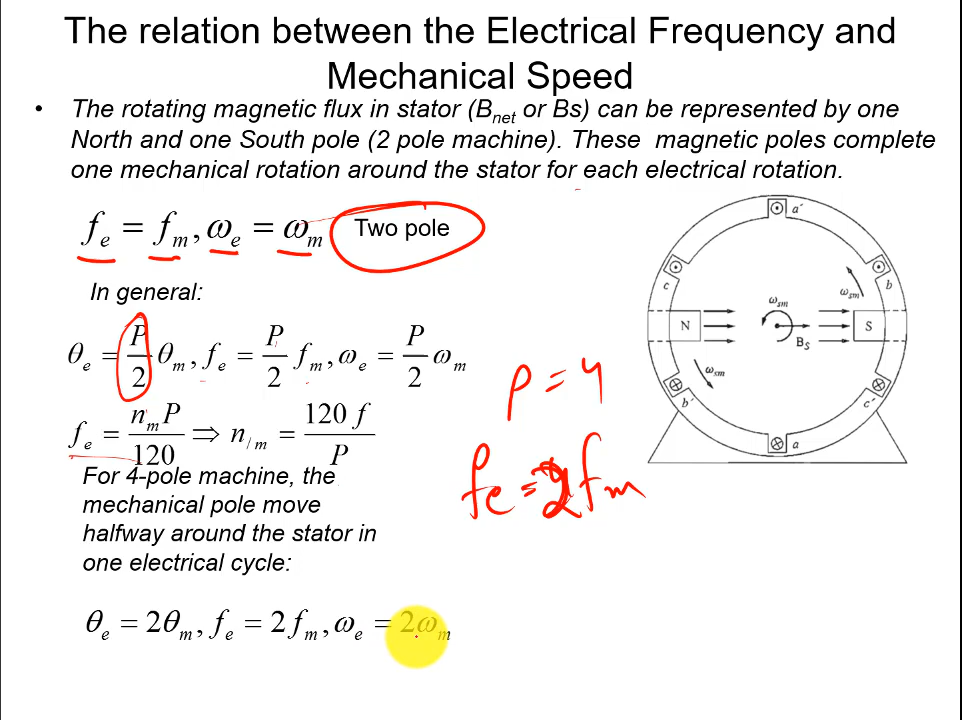 The relation between the Electrical Frequency and
Mechanical Speed
• The rotating magnetic flux in stator (Bnet or Bs) can be represented by one
North and one South pole (2 pole machine). These magnetic poles complete
one mechanical rotation around the stator for each electrical rotation.
fe = fm, ωe = ωm Two pole
In general:
θe = P/2 θm, fe = P/2 fm, ωe = P/2 ωm
fe = nm P/120 ⇒ n/m = 120 f/P
For 4-pole machine, the
mechanical pole move
halfway around the stator in
one electrical cycle:
θe = 2θm, fe = 2fm, ωe = 2ωm
P = 4
fe = 2fm
a´
c
b
ωsm
ωsm
N
S
Bs
ωsm
b´
c´
a